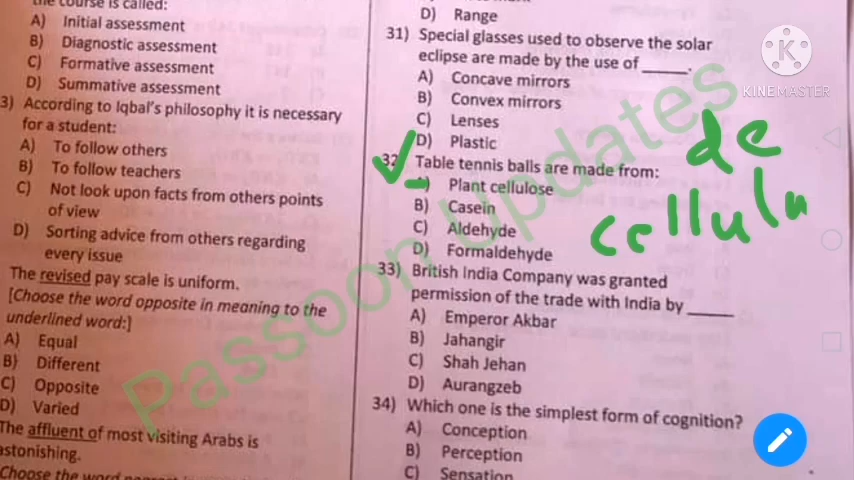 the course is called:
A) Initial assessment
B) Diagnostic assessment
C) Formative assessment
D) Summative assessment
3) According to Iqbal's philosophy it is necessary
for a student:
A) To follow others
B) To follow teachers
C) Not look upon facts from others points
of view
D) Sorting advice from others regarding
every issue
The revised pay scale is uniform.
[Choose the word opposite in meaning to the
underlined word:]
A) Equal
B) Different
C) Opposite
D) Varied
The affluent of most visiting Arabs is
astonishing.
Choose the word
D) Range
31) Special glasses used to observe the solar
eclipse are made by the use of _____.
A) Concave mirrors
B) Convex mirrors
C) Lenses
D) Plastic
32) Table tennis balls are made from:
A) Plant cellulose
B) Casein
C) Aldehyde
D) Formaldehyde
33) British India Company was granted
permission of the trade with India by _____
A) Emperor Akbar
B) Jahangir
C) Shah Jehan
D) Aurangzeb
34) Which one is the simplest form of cognition?
A) Conception
B) Perception
C) Sensation
de
cellulu
Passoon Updates
K
KINEMASTER